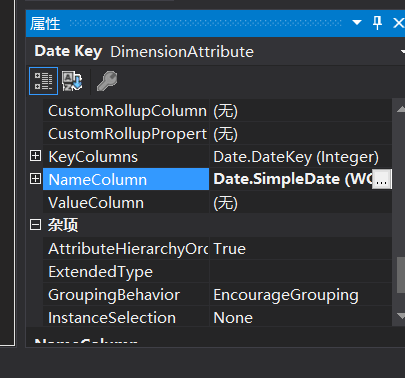 属性
Date Key DimensionAttribute
CustomRollupColumn (无)
CustomRollupPropert (无)
KeyColumns Date.DateKey (Integer)
NameColumn Date.SimpleDate (WC ...
ValueColumn (无)
杂项
AttributeHierarchyOrd True
ExtendedType
GroupingBehavior EncourageGrouping
InstanceSelection None
NameColumn